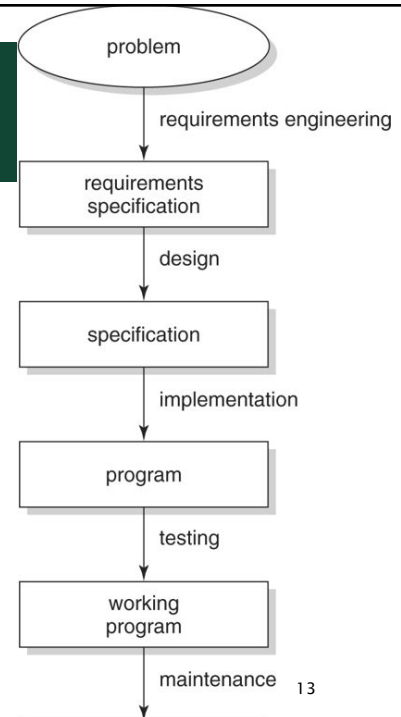 problem
requirements engineering
requirements
specification
design
specification
implementation
program
testing
working
program
maintenance
13